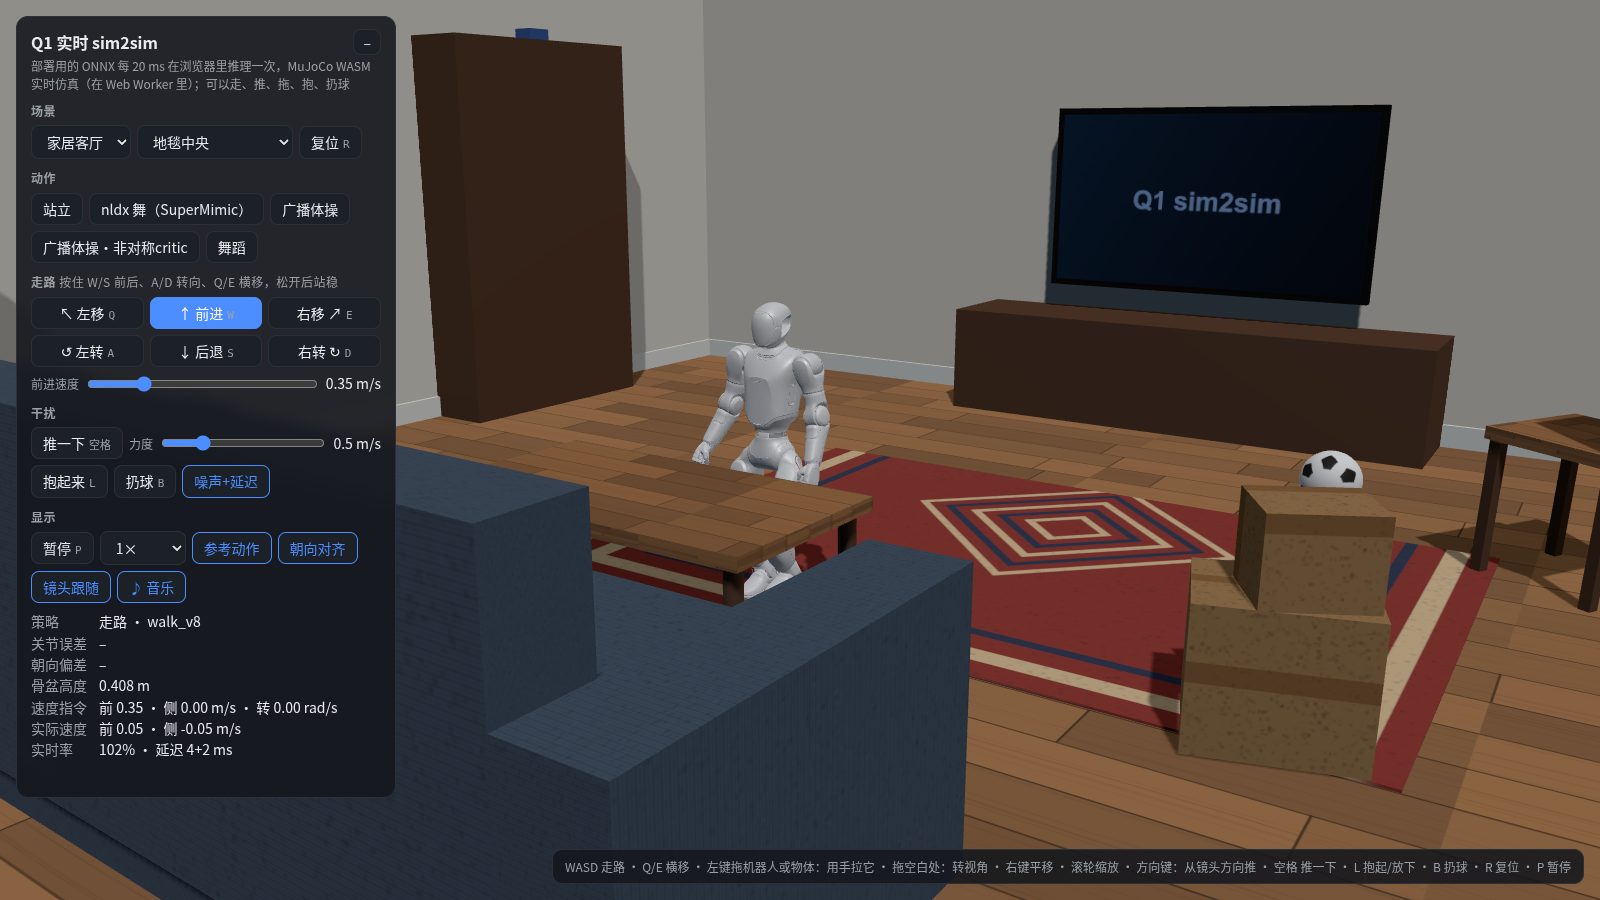 Q1 实时 sim2sim
–
部署用的 ONNX 每 20 ms 在浏览器里推理一次，MuJoCo WASM
实时仿真（在 Web Worker 里）；可以走、推、拖、抱、扔球
场景
家居客厅 地毯中央 复位 R
动作
站立 nldx 舞（SuperMimic） 广播体操
广播体操·非对称critic 舞蹈
走路 按住 W/S 前后、A/D 转向、Q/E 横移，松开后站稳
↖ 左移 Q ↑ 前进 W 右移 ↗ E
↺ 左转 A ↓ 后退 S 右转 ↻ D
前进速度 0.35 m/s
干扰
推一下 空格 力度 0.5 m/s
抱起来 L 扔球 B 噪声+延迟
显示
暂停 P 1× 参考动作 朝向对齐
镜头跟随 ♪ 音乐
策略 走路 · walk_v8
关节误差 –
朝向偏差 –
骨盆高度 0.408 m
速度指令 前 0.35 · 侧 0.00 m/s · 转 0.00 rad/s
实际速度 前 0.05 · 侧 -0.05 m/s
实时率 102% · 延迟 4+2 ms
Q1 sim2sim
WASD 走路 · Q/E 横移 · 左键拖机器人或物体：用手拉它 · 拖空白处：转视角 · 右键平移 · 滚轮缩放 · 方向键：从镜头方向推 · 空格 推一下 · L 抱起/放下 · B 扔球 · R 复位 · P 暂停